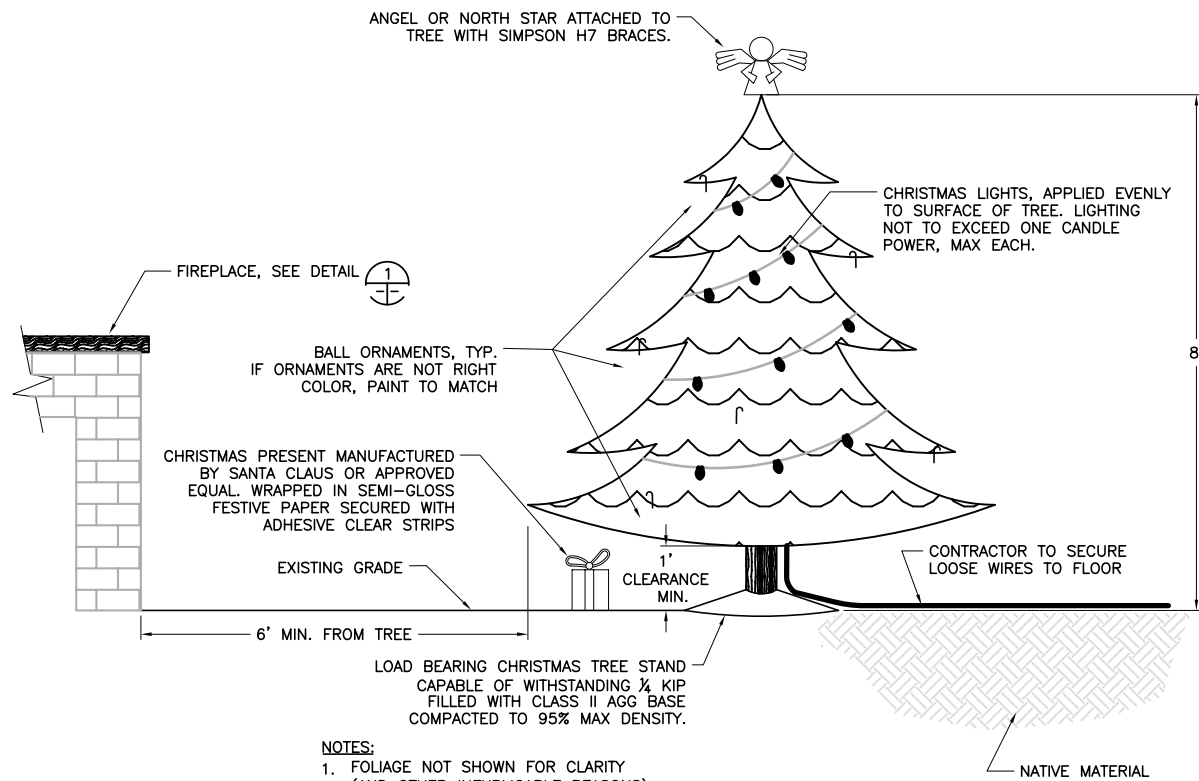 ANGEL OR NORTH STAR ATTACHED TO
TREE WITH SIMPSON H7 BRACES.
CHRISTMAS LIGHTS, APPLIED EVENLY
TO SURFACE OF TREE. LIGHTING
NOT TO EXCEED ONE CANDLE
POWER, MAX EACH.
FIREPLACE, SEE DETAIL
1
--
8
BALL ORNAMENTS, TYP.
IF ORNAMENTS ARE NOT RIGHT
COLOR, PAINT TO MATCH
CHRISTMAS PRESENT MANUFACTURED
BY SANTA CLAUS OR APPROVED
EQUAL. WRAPPED IN SEMI-GLOSS
FESTIVE PAPER SECURED WITH
ADHESIVE CLEAR STRIPS
EXISTING GRADE
1'
CLEARANCE
MIN.
CONTRACTOR TO SECURE
LOOSE WIRES TO FLOOR
6' MIN. FROM TREE
LOAD BEARING CHRISTMAS TREE STAND
CAPABLE OF WITHSTANDING ¼ KIP
FILLED WITH CLASS II AGG BASE
COMPACTED TO 95% MAX DENSITY.
NOTES:
1. FOLIAGE NOT SHOWN FOR CLARITY
(AND OTHER INEXPLICABLE REASONS)
NATIVE MATERIAL